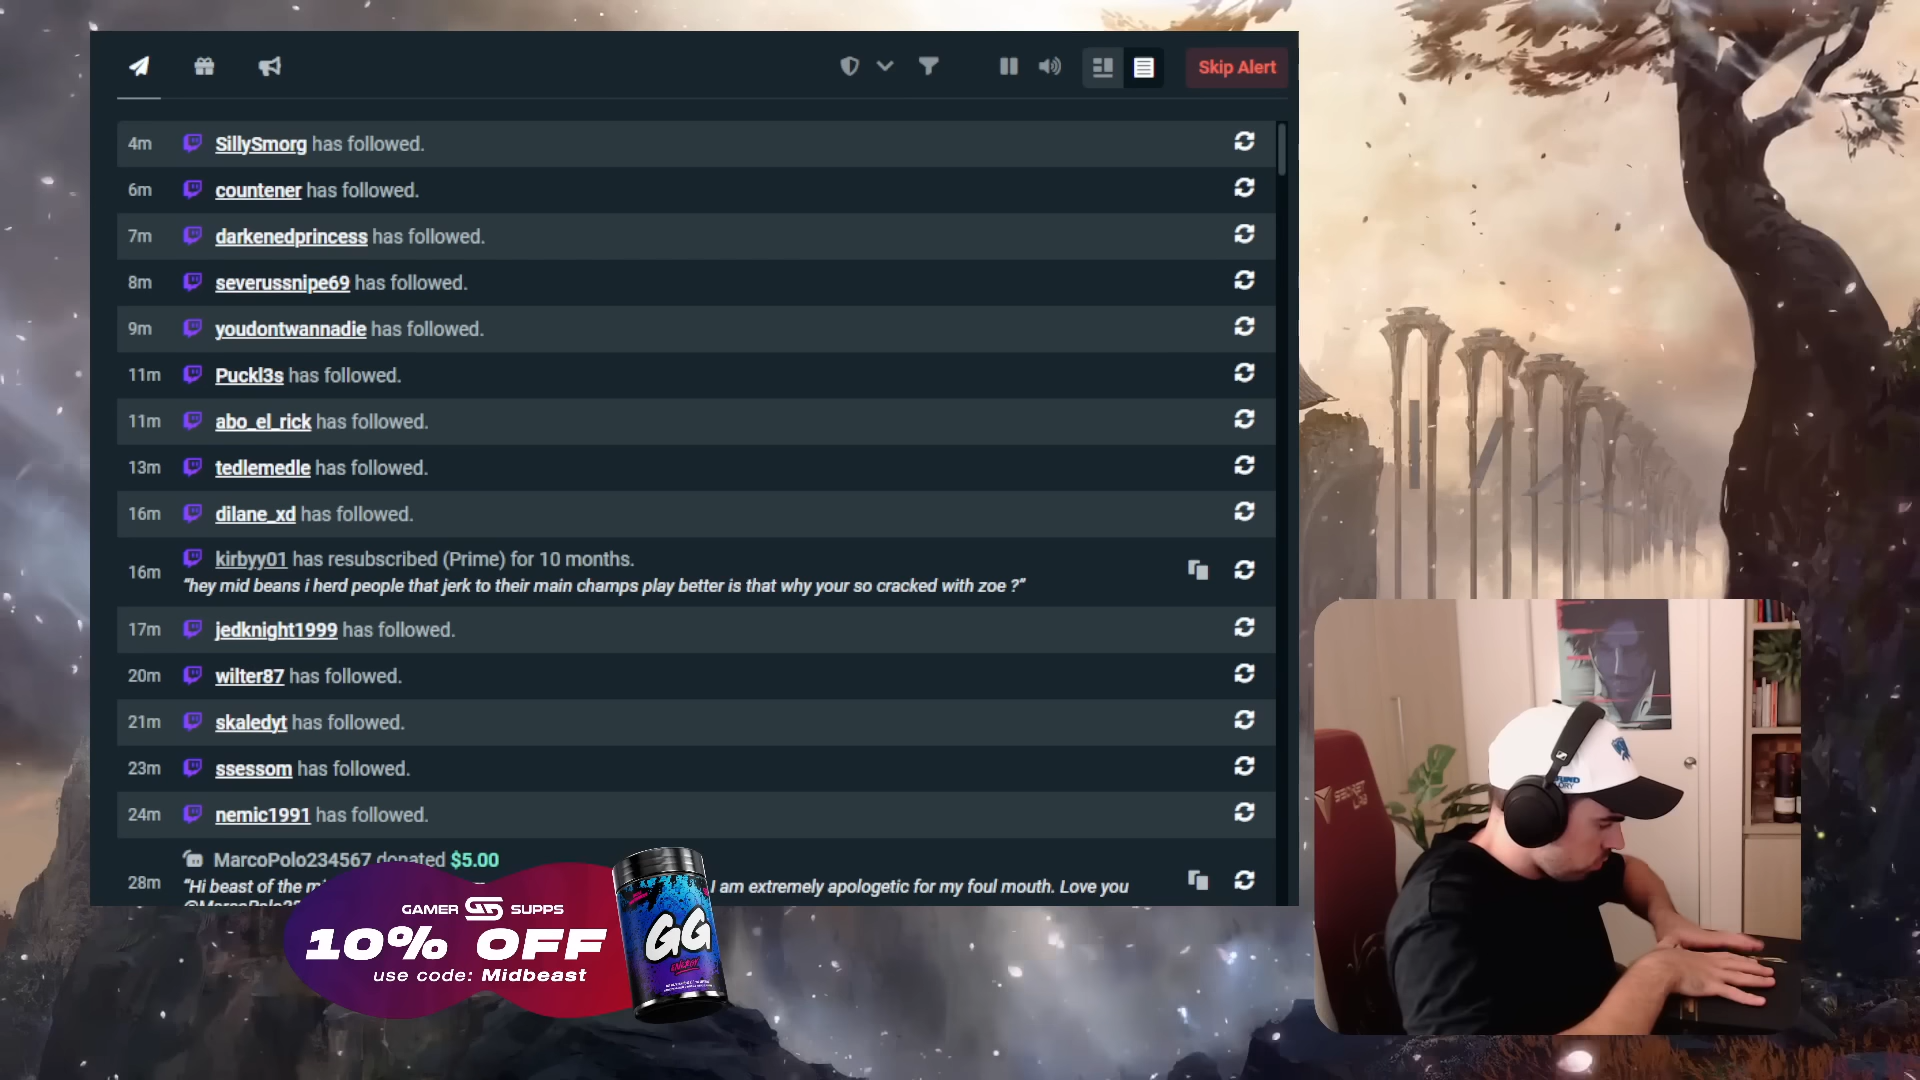 Skip Alert
4m SillySmorg has followed.
6m countener has followed.
7m darkenedprincess has followed.
8m severussnipe69 has followed.
9m youdontwannadie has followed.
11m Puckl3s has followed.
11m abo_el_rick has followed.
13m tedlemedle has followed.
16m dilane_xd has followed.
16m kirbyy01 has resubscribed (Prime) for 10 months.
“hey mid beans i herd people that jerk to their main champs play better is that why your so cracked with zoe ?”
17m jedknight1999 has followed.
20m wilter87 has followed.
21m skaledyt has followed.
23m ssessom has followed.
24m nemic1991 has followed.
MarcoPolo234567 donated $5.00
28m “Hi beast of the I am extremely apologetic for my foul mouth. Love you
GAMER SUPPS
10% OFF
use code: Midbeast
GG
SECRET LAB